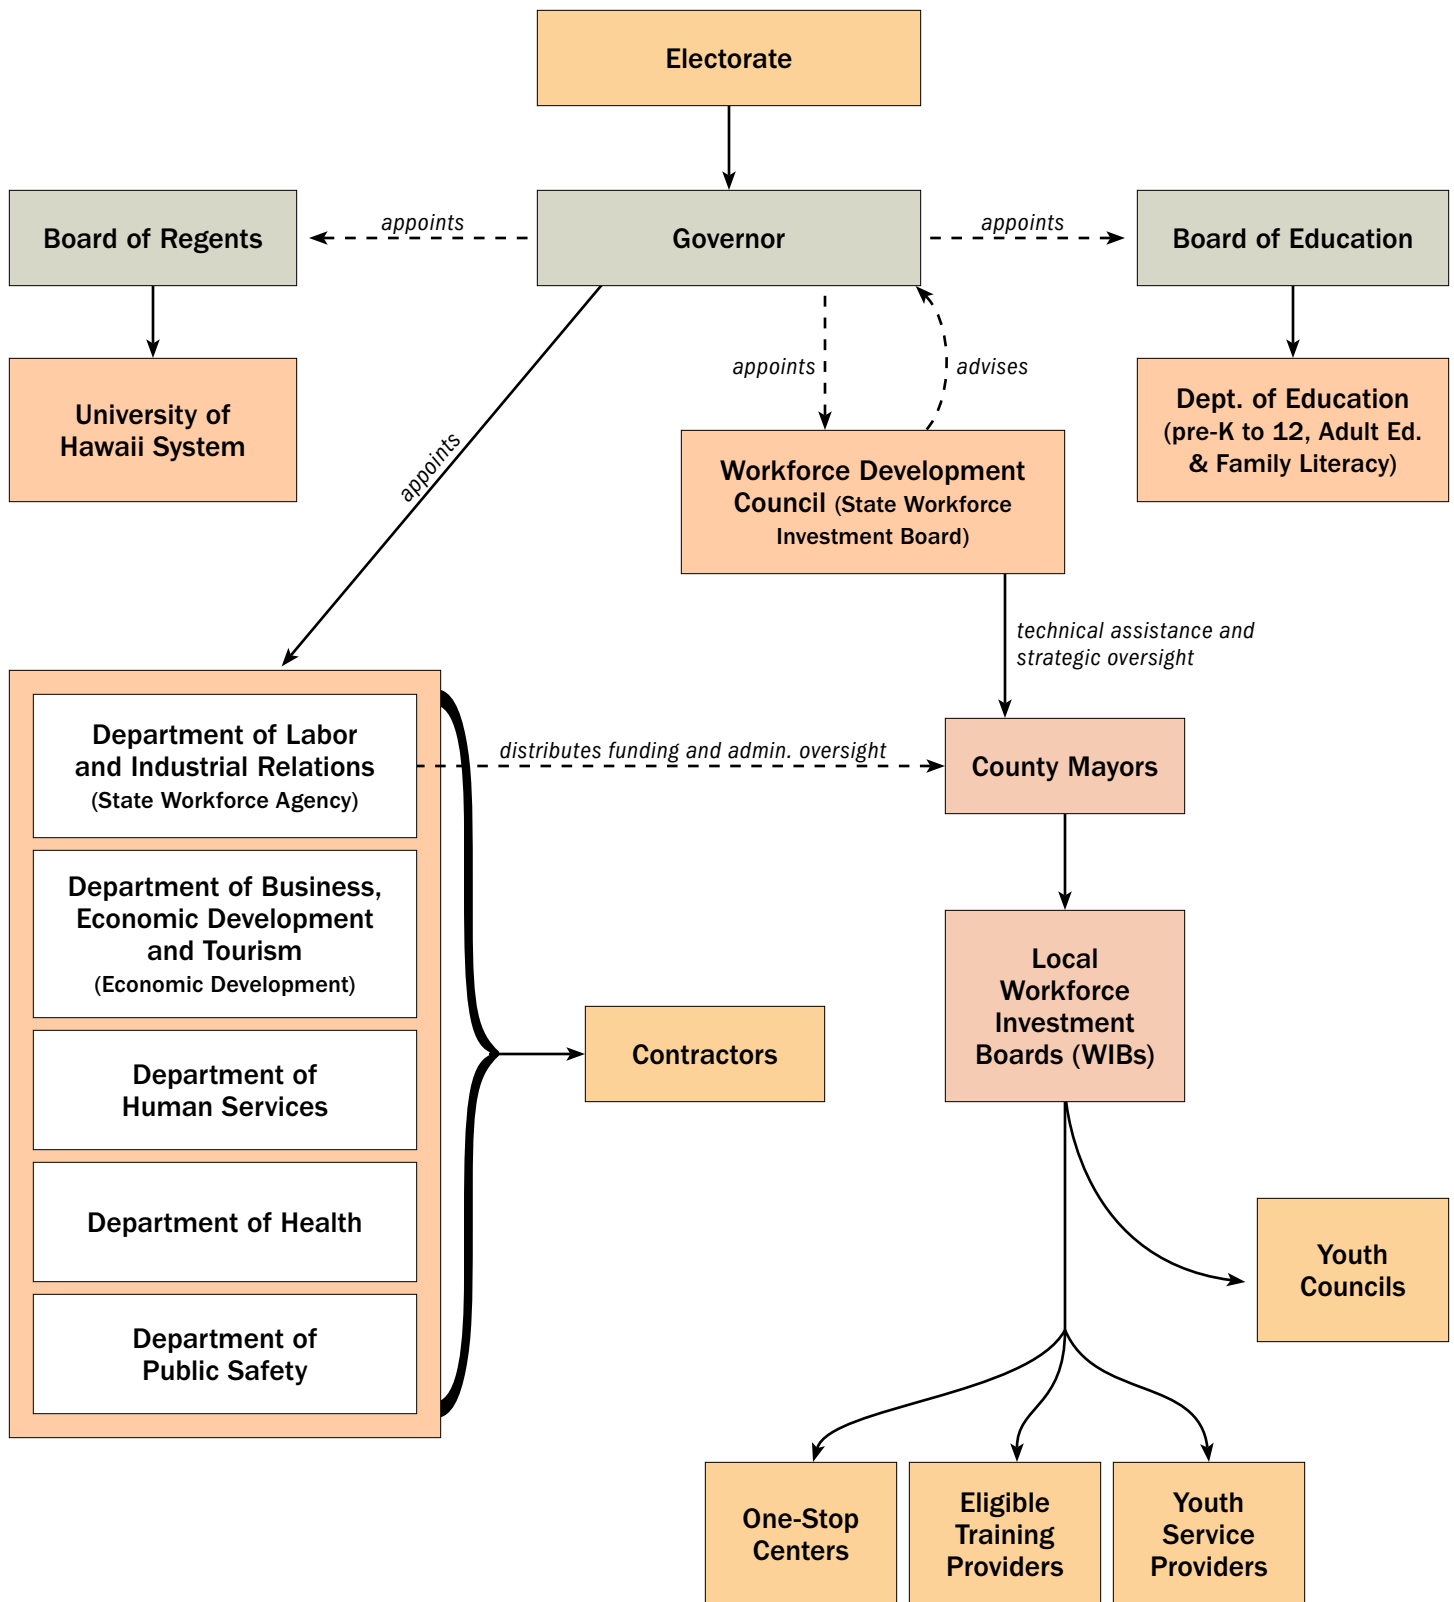 Electorate
Board of Regents
appoints
Governor
appoints
Board of Education
University of
Hawaii System
appoints
appoints
advises
Dept. of Education
(pre-K to 12, Adult Ed.
& Family Literacy)
Workforce Development
Council (State Workforce
Investment Board)
technical assistance and
strategic oversight
Department of Labor
and Industrial Relations
(State Workforce Agency)
distributes funding and admin. oversight
County Mayors
Department of Business,
Economic Development
and Tourism
(Economic Development)
Local
Workforce
Investment
Boards (WIBs)
Department of
Human Services
Contractors
Department of Health
Youth
Councils
Department of
Public Safety
One-Stop
Centers
Eligible
Training
Providers
Youth
Service
Providers